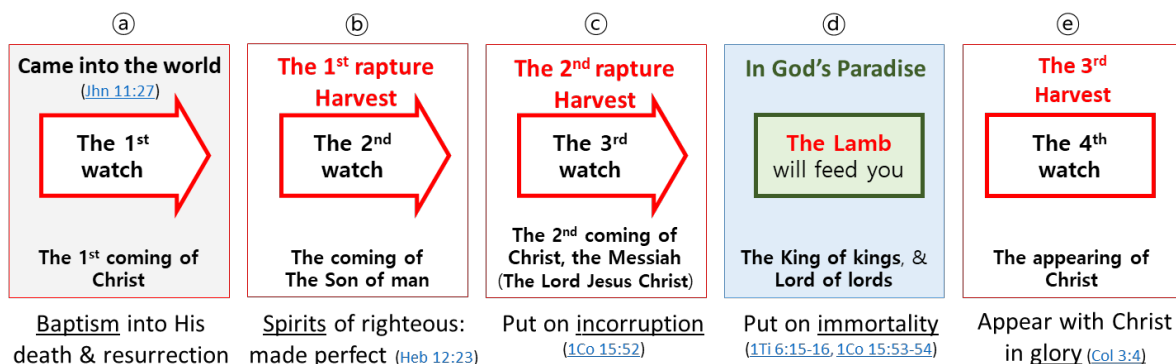 ⓐ
Came into the world
(Jhn 11:27)
The 1st
watch
The 1st coming of
Christ
Baptism into His
death & resurrection
ⓑ
The 1st rapture
Harvest
The 2nd
watch
The coming of
The Son of man
Spirits of righteous:
made perfect (Heb 12:23)
ⓒ
The 2nd rapture
Harvest
The 3rd
watch
The 2nd coming of
Christ, the Messiah
(The Lord Jesus Christ)
Put on incorruption
(1Co 15:52)
ⓓ
In God's Paradise
The Lamb
will feed you
The King of kings, &
Lord of lords
Put on immortality
(1Ti 6:15-16, 1Co 15:53-54)
ⓔ
The 3rd
Harvest
The 4th
watch
The appearing of
Christ
Appear with Christ
in glory (Col 3:4)